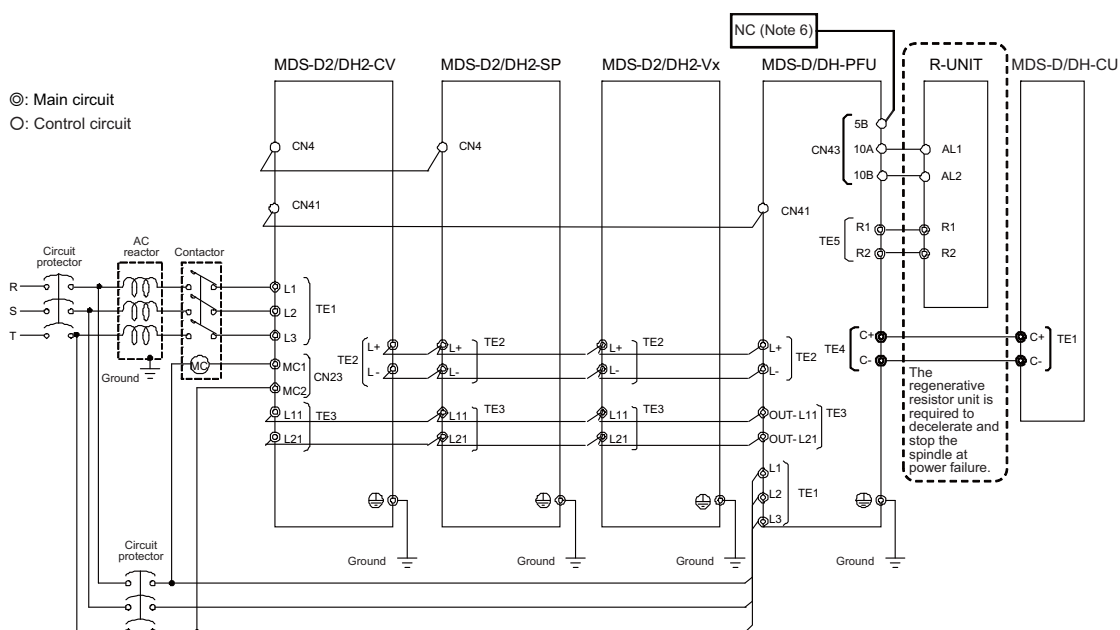 NC (Note 6)
MDS-D2/DH2-CV
MDS-D2/DH2-SP
MDS-D2/DH2-Vx
MDS-D/DH-PFU
R-UNIT
MDS-D/DH-CU
◎: Main circuit
○: Control circuit
CN4
CN4
5B
CN43
10A
AL1
10B
AL2
CN41
CN41
TE5
R1
R1
R2
R2
Circuit
protector
AC
reactor
Contactor
R
S
T
L1
L2
L3
TE1
Ground
MC
MC1
MC2
CN23
TE2
L+
L-
L+
L-
TE2
L+
L-
TE2
L+
L-
TE2
TE4
C+
C-
C+
C-
TE1
L11
L21
TE3
L11
L21
TE3
L11
L21
TE3
OUT- L11
OUT- L21
TE3
The
regenerative
resistor unit is
required to
decelerate and
stop the
spindle at
power failure.
L1
L2
L3
TE1
Ground
Ground
Ground
Ground
Circuit
protector